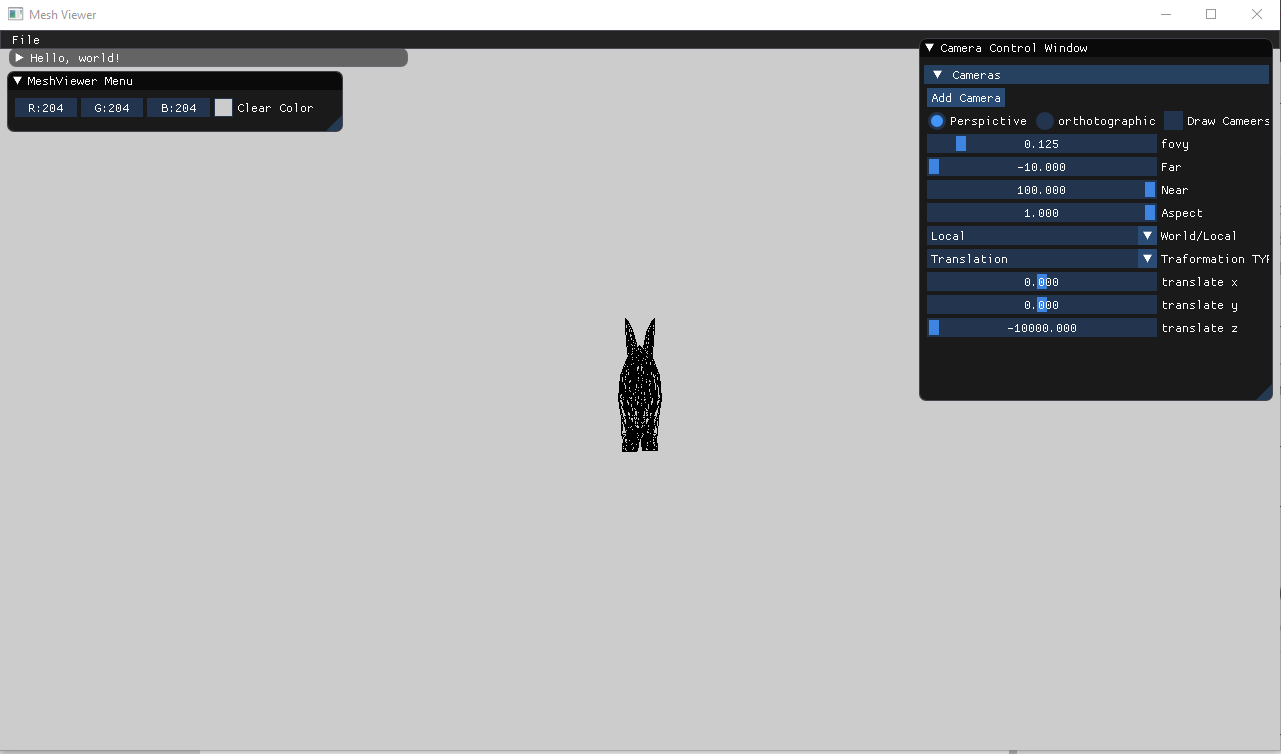 Mesh Viewer
File
Hello, world!
MeshViewer Menu
R:204 G:204 B:204 Clear Color
Camera Control Window
Cameras
Add Camera
Perspictive orthotographic Draw Cameers
0.125 fovy
-10.000 Far
100.000 Near
1.000 Aspect
Local World/Local
Translation Traformation TYP
0.000 translate x
0.000 translate y
-10000.000 translate z